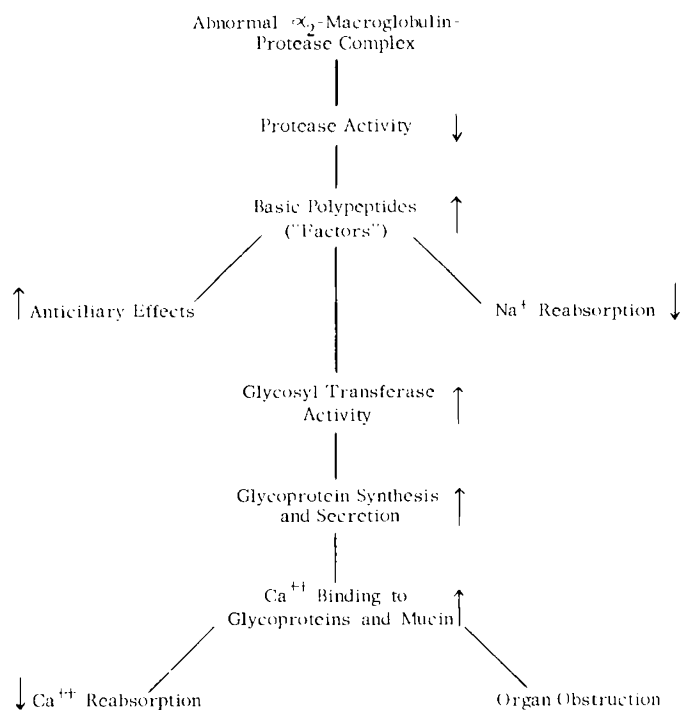 Abnormal ∝2-Macroglobulin-
Protease Complex
Protease Activity ↓
Basic Polypeptides ↑
("Factors")
↑ Anticiliary Effects
Na+ Reabsorption ↓
Glycosyl Transferase
Activity ↑
Glycoprotein Synthesis
and Secretion ↑
Ca++ Binding to
Glycoproteins and Mucin ↑
↓ Ca++ Reabsorption
Organ Obstruction